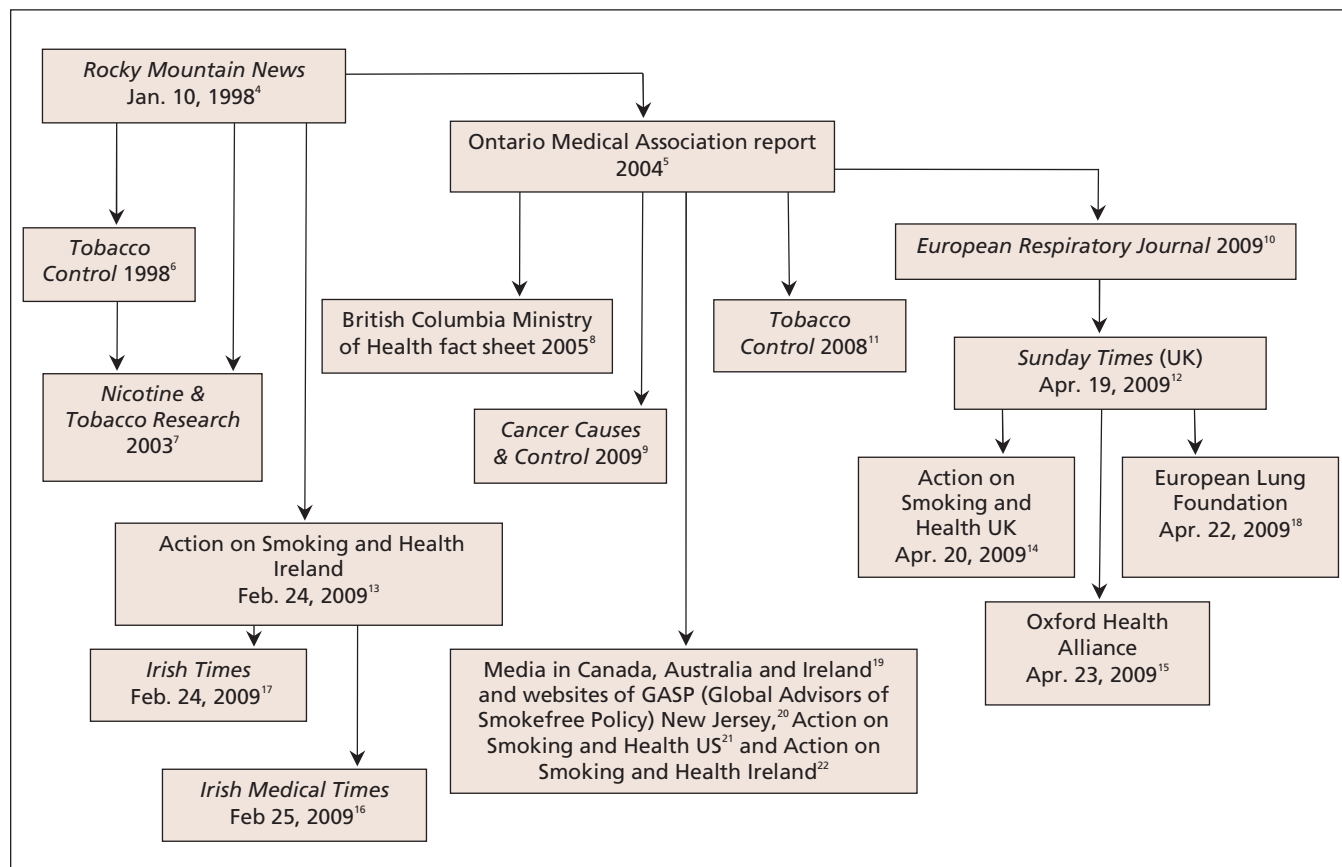 Rocky Mountain News
Jan. 10, 1998⁴
Ontario Medical Association report
2004⁵
Tobacco
Control 1998⁶
European Respiratory Journal 2009¹⁰
British Columbia Ministry
of Health fact sheet 2005⁸
Tobacco
Control 2008¹¹
Sunday Times (UK)
Apr. 19, 2009¹²
Nicotine &
Tobacco Research
2003⁷
Cancer Causes
& Control 2009⁹
Action on
Smoking and
Health UK
Apr. 20, 2009¹⁴
European Lung
Foundation
Apr. 22, 2009¹⁸
Action on Smoking and Health
Ireland
Feb. 24, 2009¹³
Oxford Health
Alliance
Apr. 23, 2009¹⁵
Irish Times
Feb. 24, 2009¹⁷
Media in Canada, Australia and Ireland¹⁹
and websites of GASP (Global Advisors of
Smokefree Policy) New Jersey,²⁰ Action on
Smoking and Health US²¹ and Action on
Smoking and Health Ireland²²
Irish Medical Times
Feb 25, 2009¹⁶